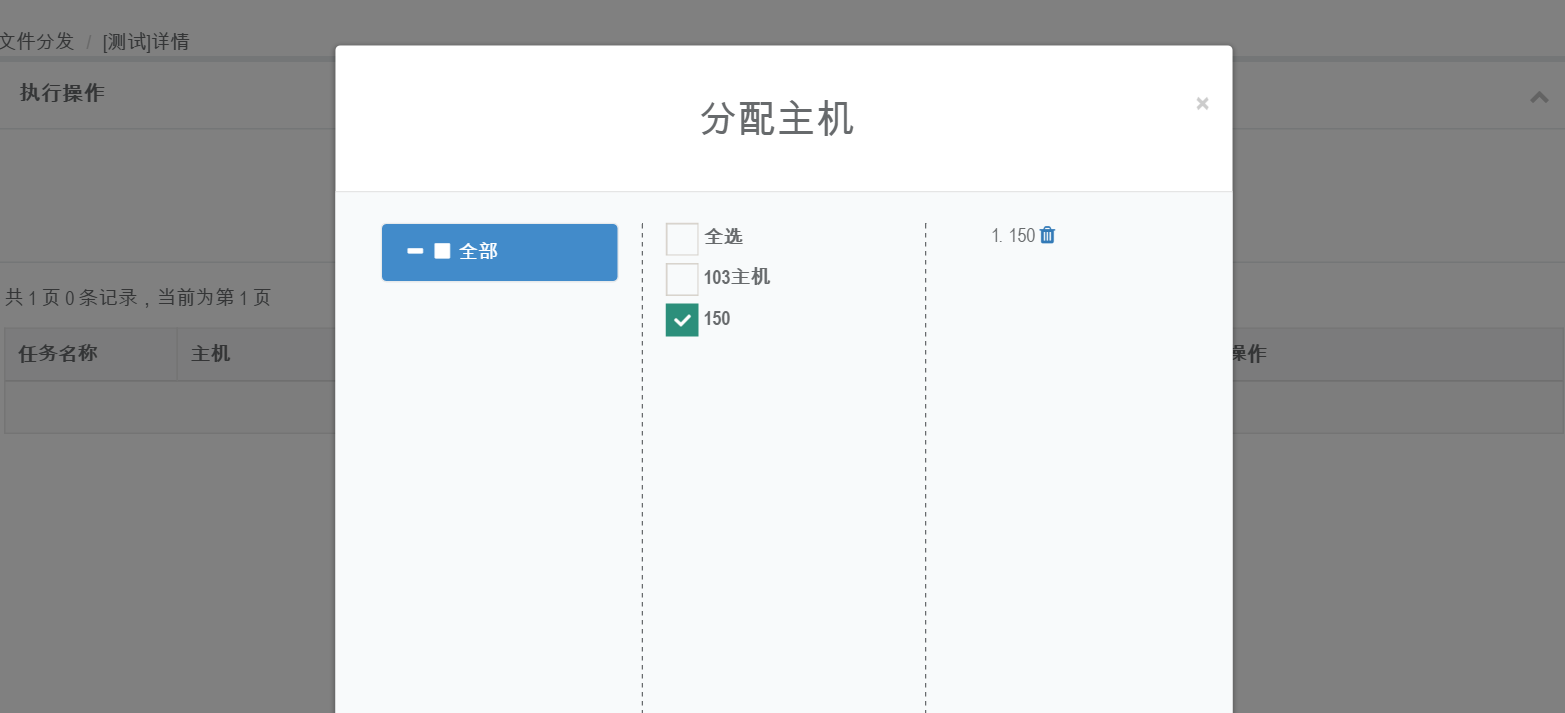 文件分发 / [测试]详情
执行操作
分配主机
×
全部
全选
103主机
150
1. 150
共 1 页 0 条记录，当前为第 1 页
任务名称 主机 操作